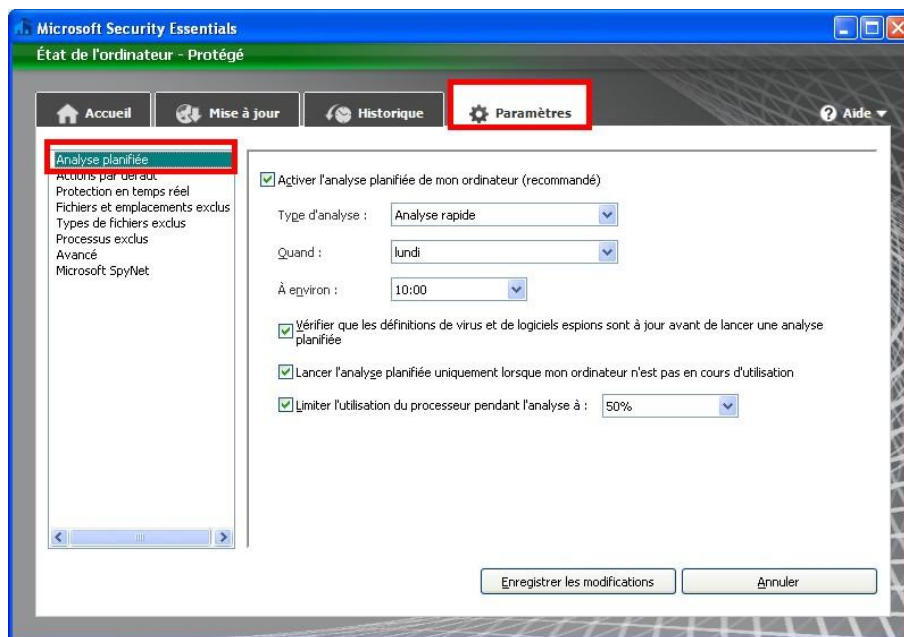 Microsoft Security Essentials
État de l'ordinateur - Protégé
Accueil
Mise à jour
Historique
Paramètres
Aide
Analyse planifiée
Actions par défaut
Protection en temps réel
Fichiers et emplacements exclus
Types de fichiers exclus
Processus exclus
Avancé
Microsoft SpyNet
Activer l'analyse planifiée de mon ordinateur (recommandé)
Type d'analyse :
Analyse rapide
Quand :
lundi
À environ :
10:00
Vérifier que les définitions de virus et de logiciels espions sont à jour avant de lancer une analyse
planifiée
Lancer l'analyse planifiée uniquement lorsque mon ordinateur n'est pas en cours d'utilisation
Limiter l'utilisation du processeur pendant l'analyse à :
50%
Enregistrer les modifications
Annuler